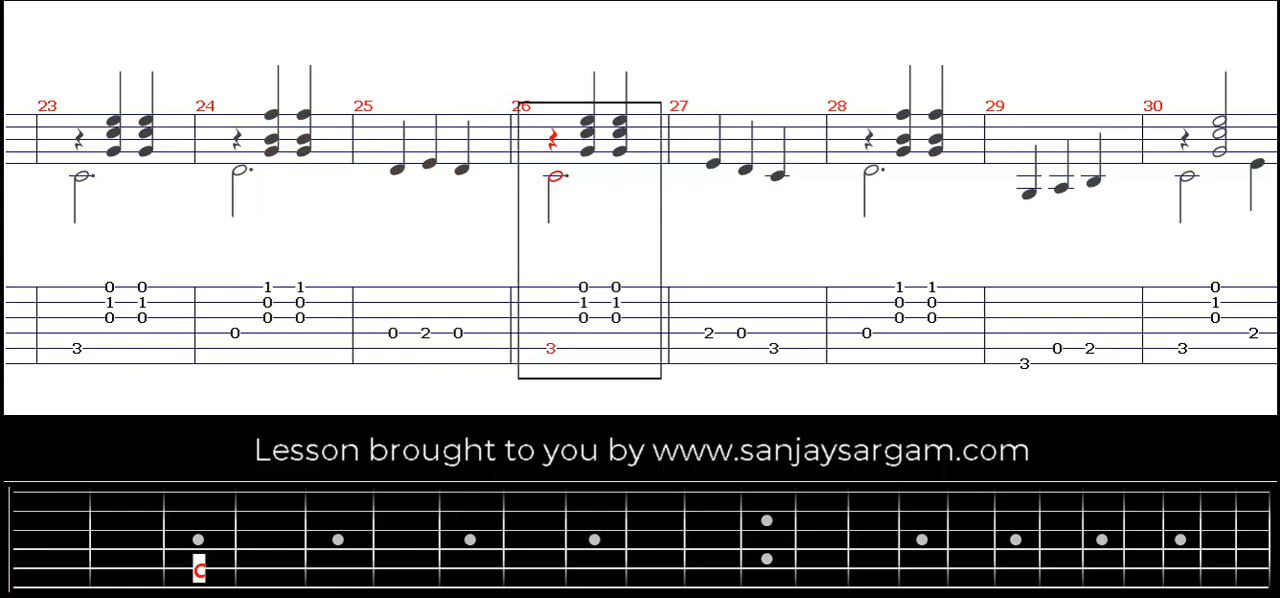 23 24 25 26 27 28 29 30
0 0 1 1 0 0 1 1 0
1 1 0 0 1 1 0 0 1
0 0 0 0 0 0 0 0 0
0 0 2 0 2 0 0 2
3 3 3 0 2 3
3
Lesson brought to you by www.sanjaysargam.com
C